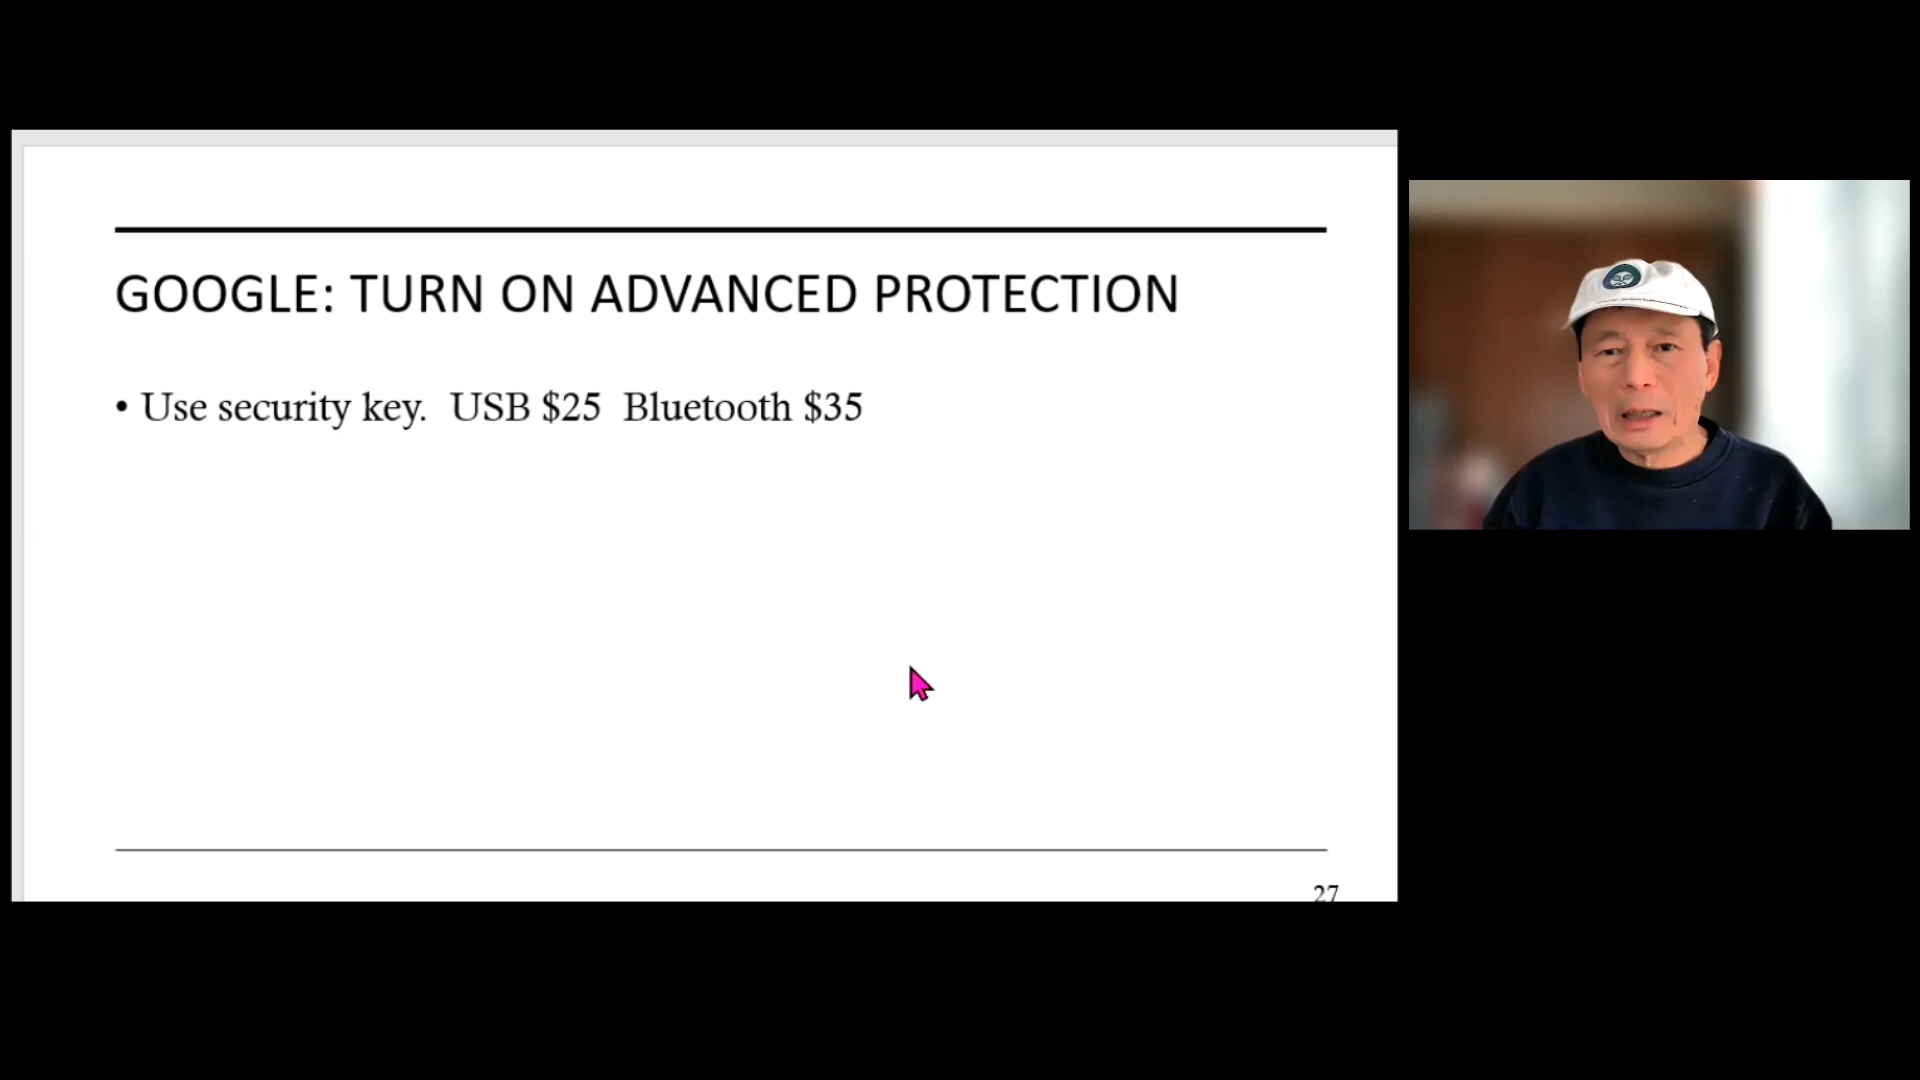 GOOGLE: TURN ON ADVANCED PROTECTION
• Use security key.  USB $25  Bluetooth $35
27